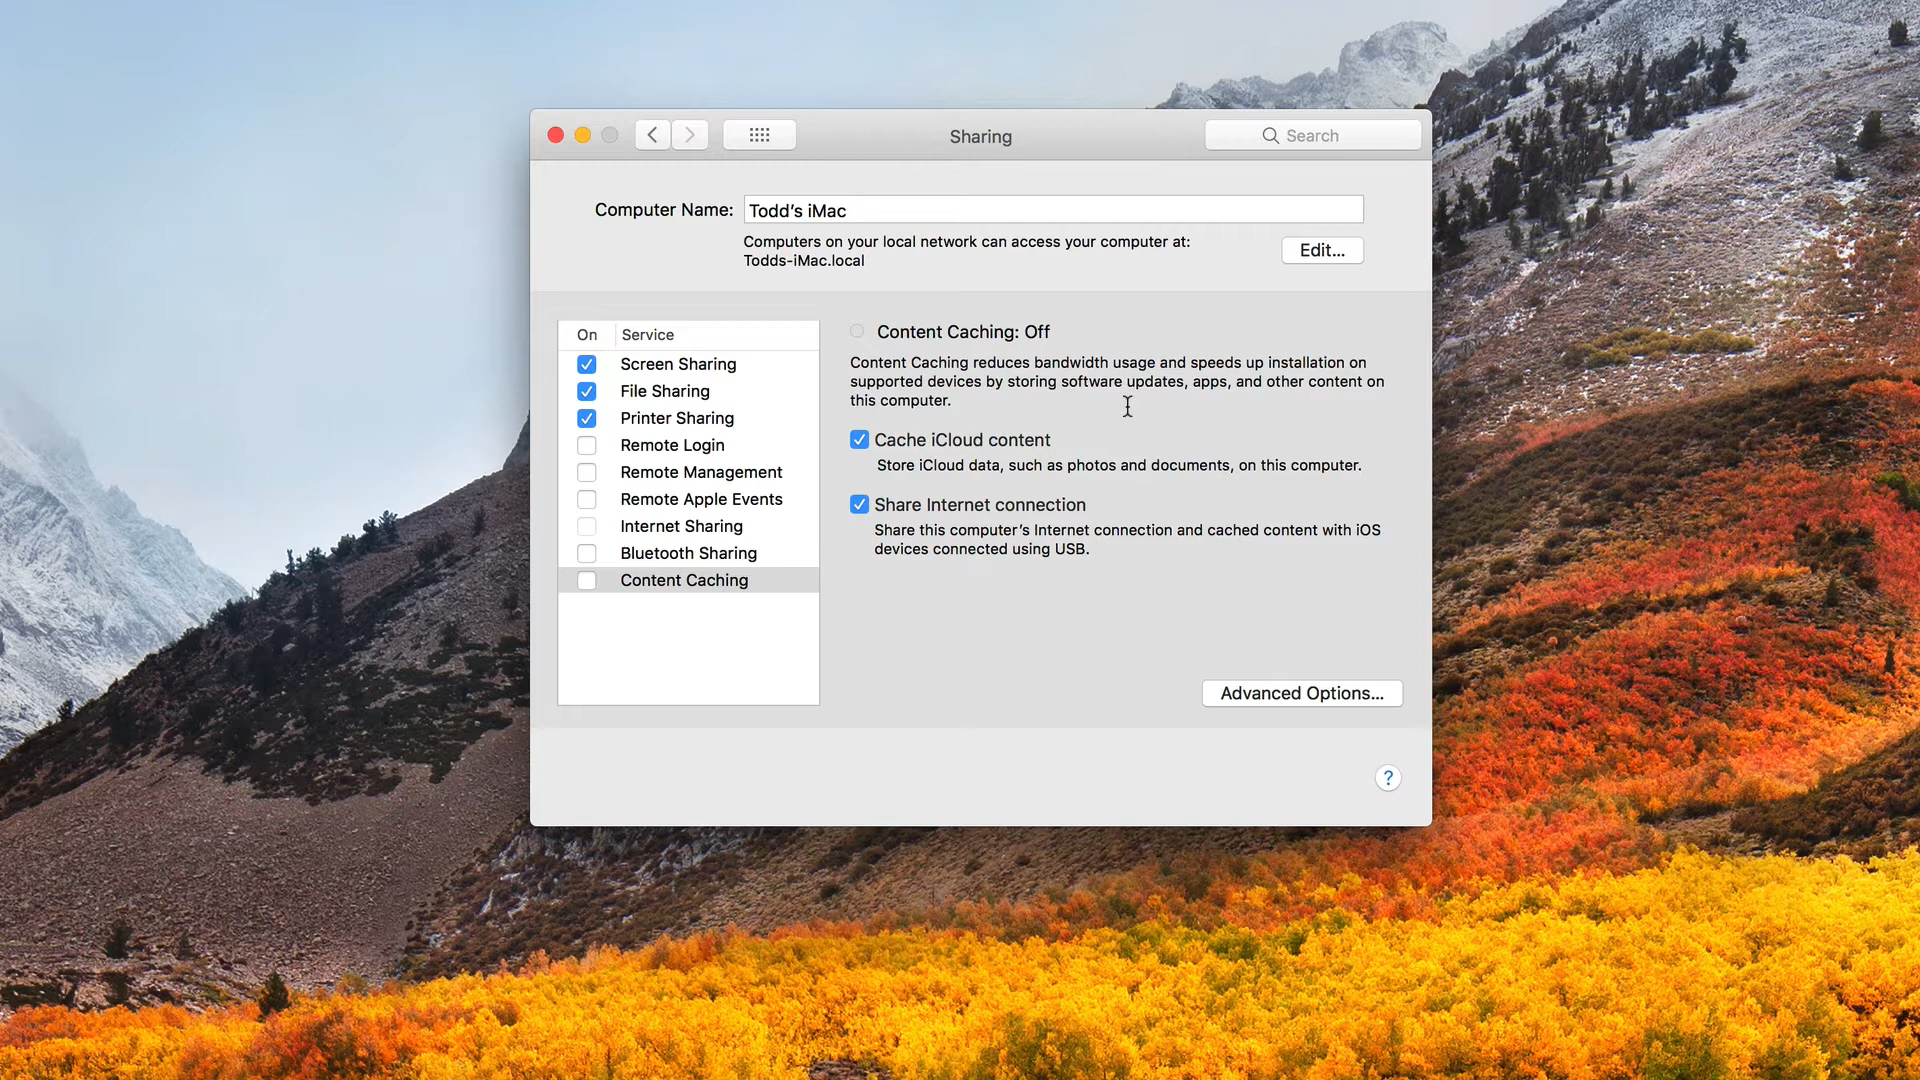 Sharing
Search
Computer Name: Todd’s iMac
Computers on your local network can access your computer at:
Todds-iMac.local
Edit...
On Service
Screen Sharing
File Sharing
Printer Sharing
Remote Login
Remote Management
Remote Apple Events
Internet Sharing
Bluetooth Sharing
Content Caching
Content Caching: Off
Content Caching reduces bandwidth usage and speeds up installation on
supported devices by storing software updates, apps, and other content on
this computer.
Cache iCloud content
Store iCloud data, such as photos and documents, on this computer.
Share Internet connection
Share this computer’s Internet connection and cached content with iOS
devices connected using USB.
Advanced Options...
?